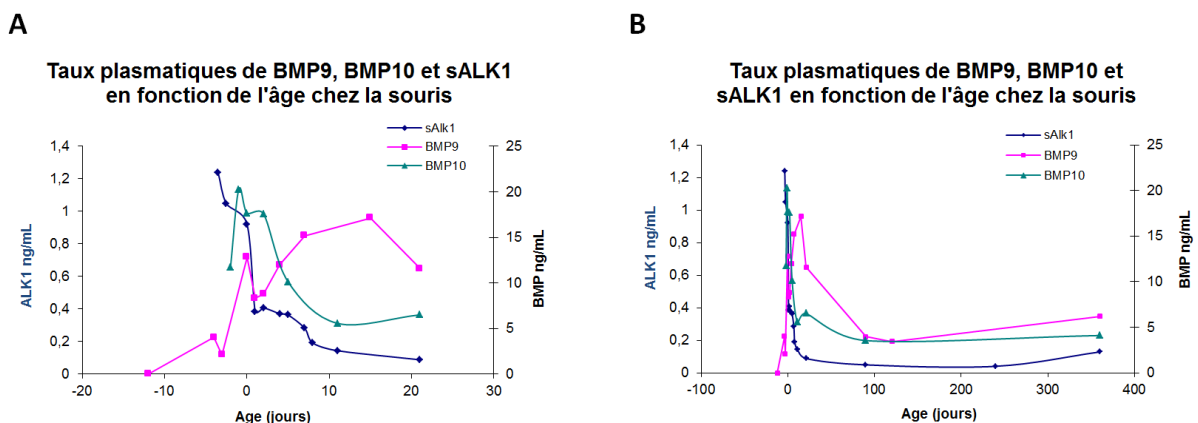 A
Taux plasmatiques de BMP9, BMP10 et sALK1
en fonction de l'âge chez la souris
sAlk1
BMP9
BMP10
1,4
1,2
1
0,8
0,6
0,4
0,2
0
25
20
15
10
5
0
-20
-10
0
10
20
30
ALK1 ng/mL
BMP ng/mL
Age (jours)
B
Taux plasmatiques de BMP9, BMP10 et
sALK1 en fonction de l'âge chez la souris
sAlk1
BMP9
BMP10
1,4
1,2
1
0,8
0,6
0,4
0,2
0
25
20
15
10
5
0
-100
0
100
200
300
400
ALK1 ng/mL
BMP ng/mL
Age (jours)